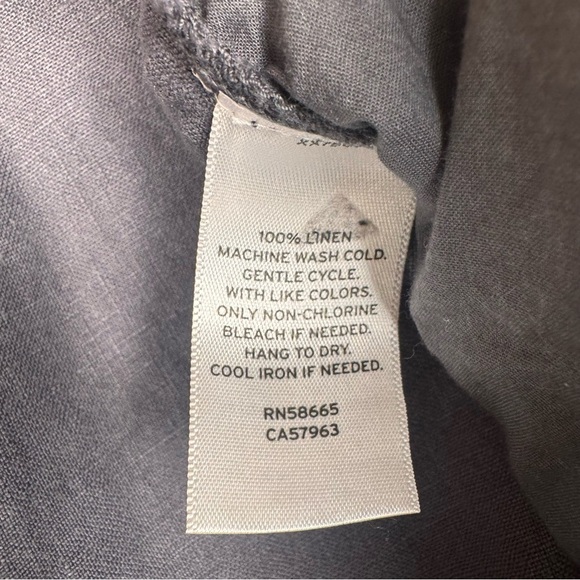 100% LINEN
MACHINE WASH COLD.
GENTLE CYCLE.
WITH LIKE COLORS.
ONLY NON-CHLORINE
BLEACH IF NEEDED.
HANG TO DRY.
COOL IRON IF NEEDED.
RN58665
CA57963